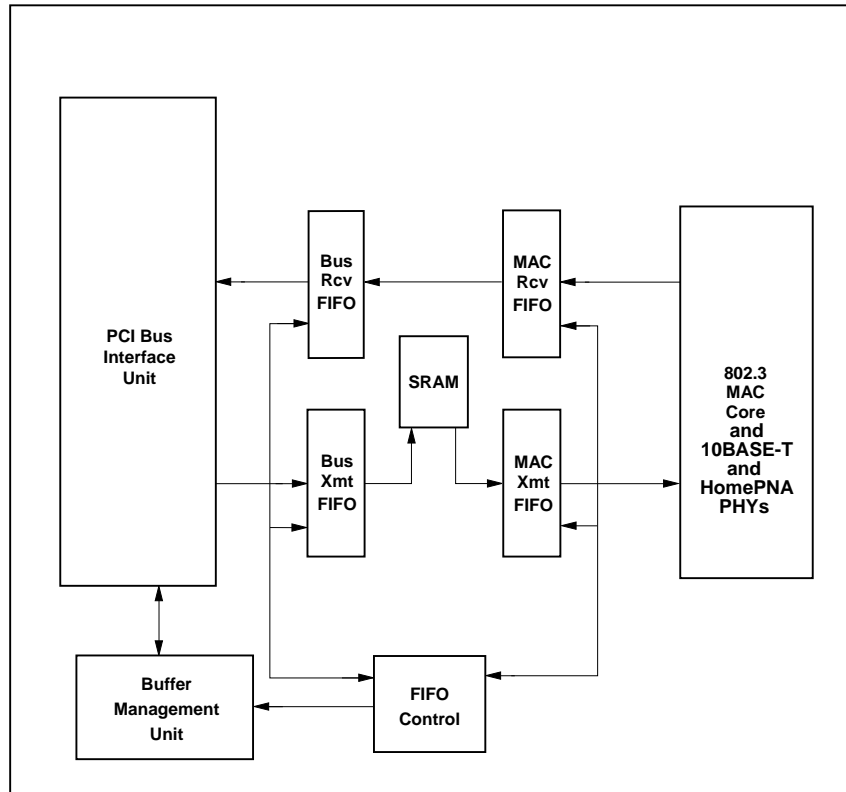 Bus
Rcv
FIFO
MAC
Rcv
FIFO
PCI Bus
Interface
Unit
SRAM
802.3
MAC
Core
and
10BASE-T
and
HomePNA
PHYs
Bus
Xmt
FIFO
MAC
Xmt
FIFO
Buffer
Management
Unit
FIFO
Control